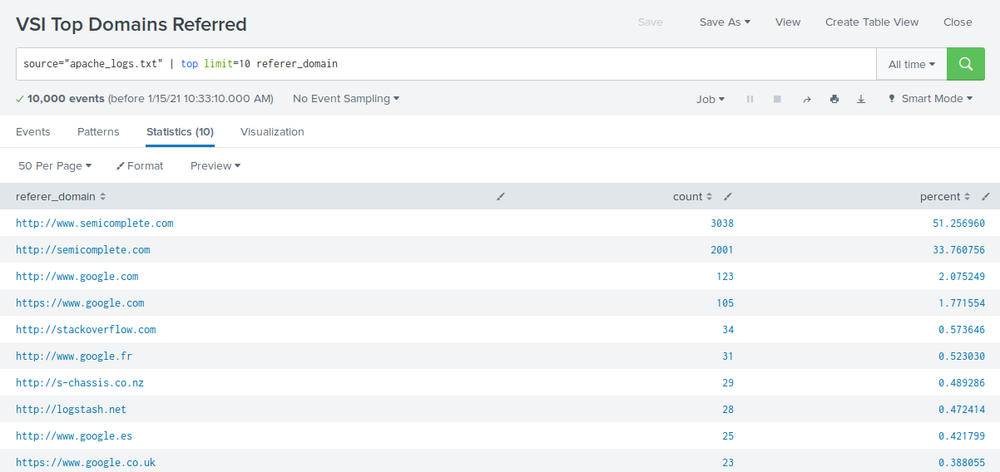 VSI Top Domains Referred Save Save As View Create Table View Close
source="apache_logs.txt" | top limit=10 referer_domain All time
10,000 events (before 1/15/21 10:33:10.000 AM) No Event Sampling Job Smart Mode
Events Patterns Statistics (10) Visualization
50 Per Page Format Preview
referer_domain count percent
http://www.semicomplete.com 3038 51.256960
http://semicomplete.com 2001 33.760756
http://www.google.com 123 2.075249
https://www.google.com 105 1.771554
http://stackoverflow.com 34 0.573646
http://www.google.fr 31 0.523030
http://s-chassis.co.nz 29 0.489286
http://logstash.net 28 0.472414
http://www.google.es 25 0.421799
https://www.google.co.uk 23 0.388055